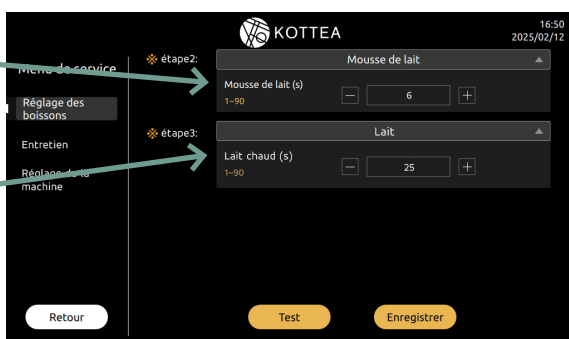 KOTTEA
16:50
2025/02/12
Menu de service
Réglage des
boissons
Entretien
Réglage de la
machine
Retour
※ étape2:
Mousse de lait
Mousse de lait (s)
1~90
6
※ étape3:
Lait
Lait chaud (s)
1~90
25
Test
Enregistrer